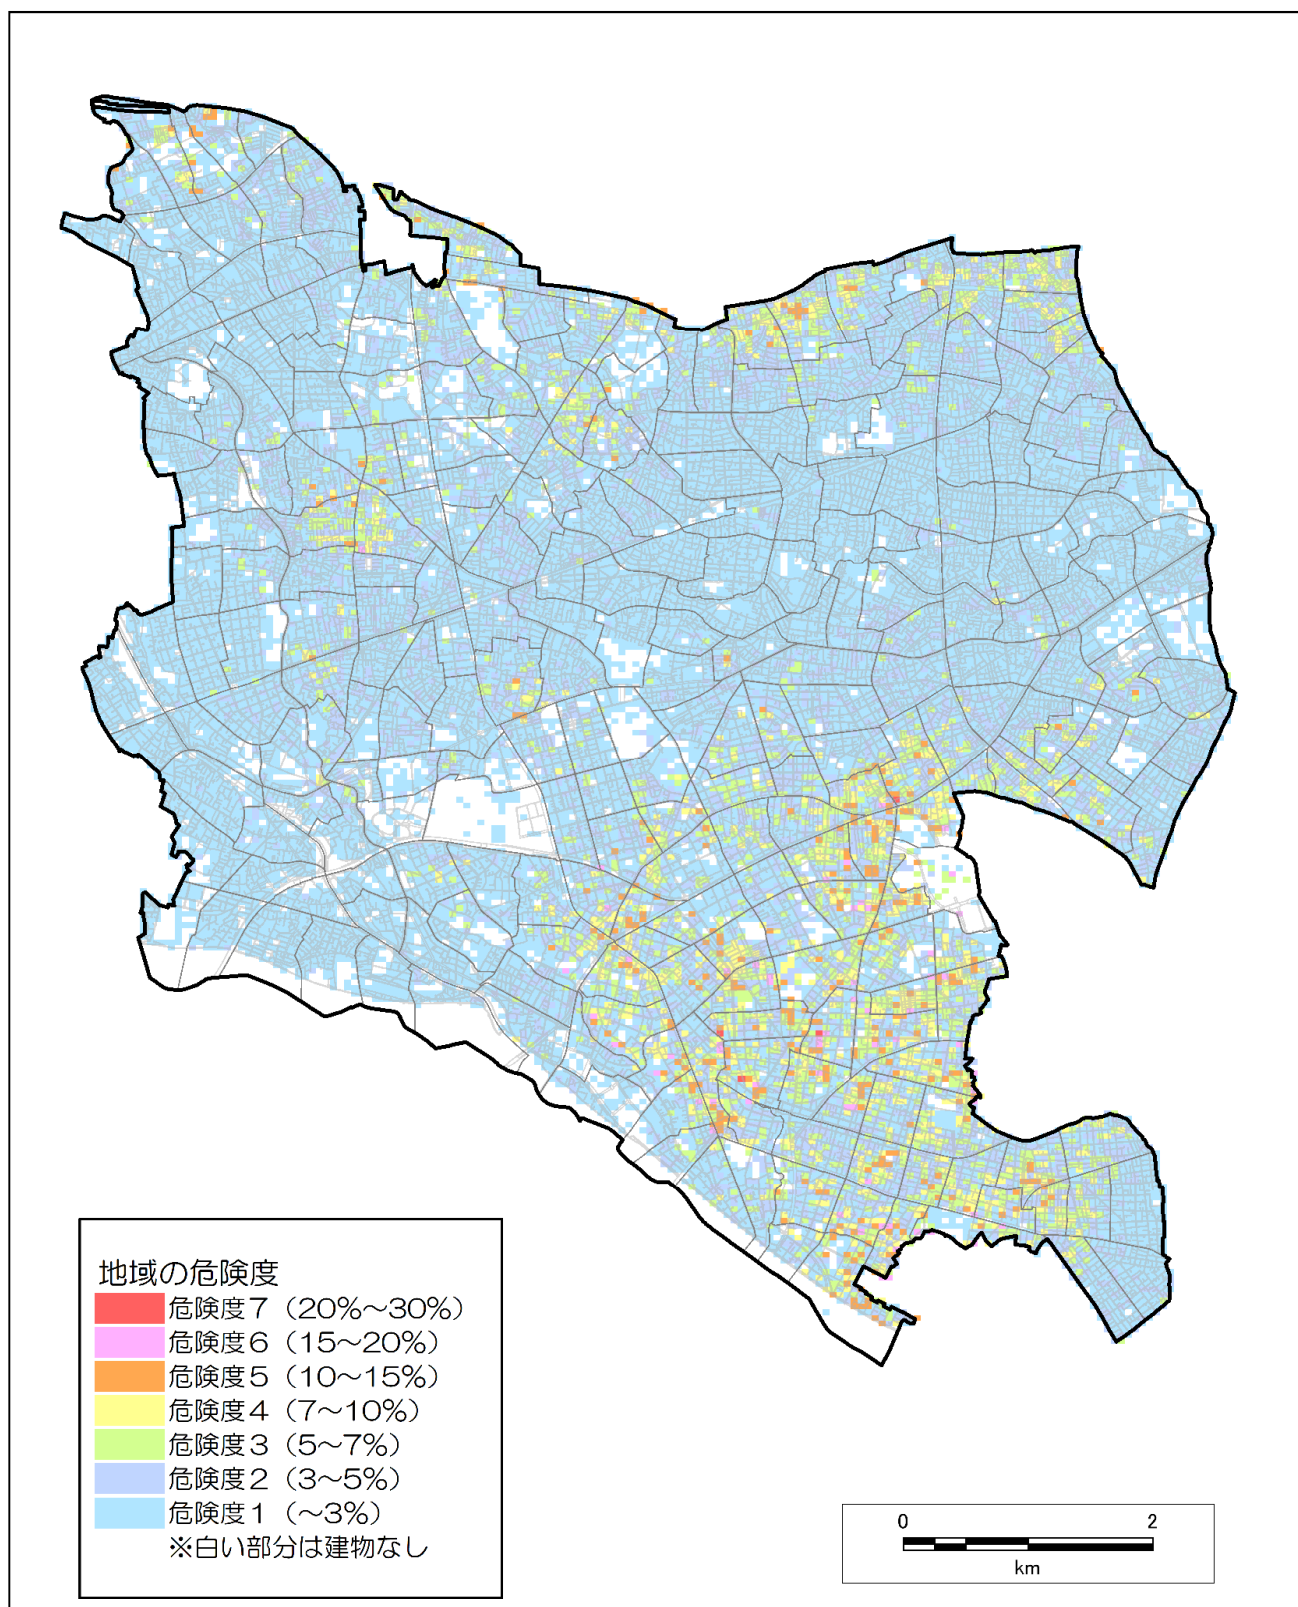 地域の危険度
危険度7（20%～30%）
危険度6（15～20%）
危険度5（10～15%）
危険度4（7～10%）
危険度3（5～7%）
危険度2（3～5%）
危険度1（～3%）
※白い部分は建物なし
0 2
km